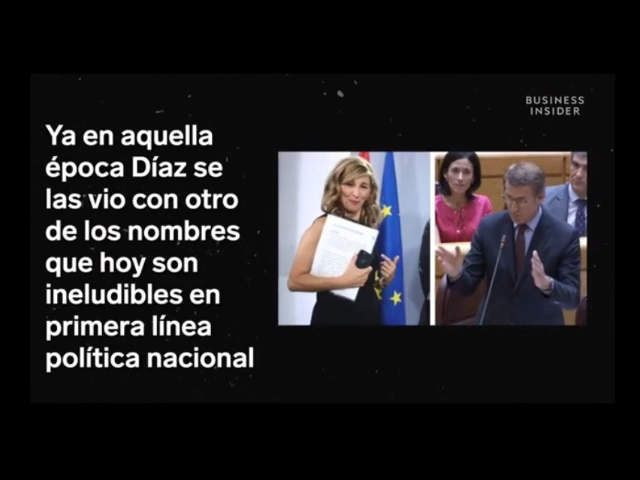 BUSINESS
INSIDER
Ya en aquella
época Díaz se
las vio con otro
de los nombres
que hoy son
ineludibles en
primera línea
política nacional